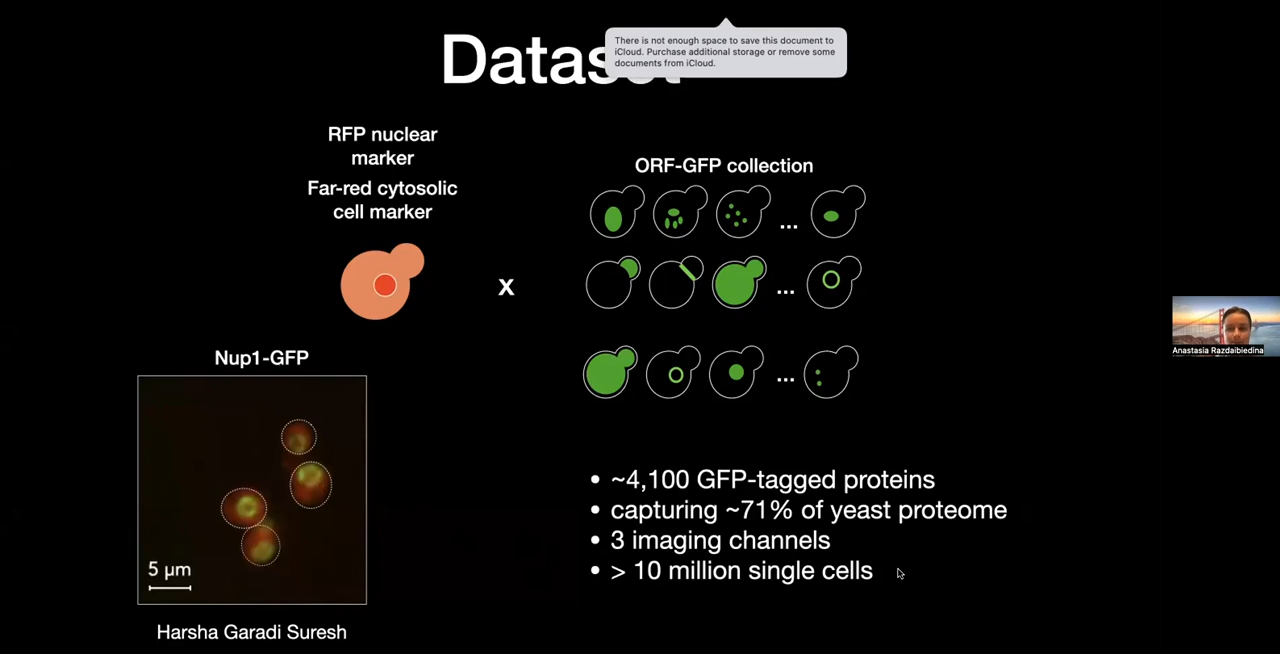 There is not enough space to save this document to
iCloud. Purchase additional storage or remove some
documents from iCloud.
Dataset
RFP nuclear
marker
Far-red cytosolic
cell marker
x
ORF-GFP collection
...
...
...
Nup1-GFP
5 µm
Harsha Garadi Suresh
• ~4,100 GFP-tagged proteins
• capturing ~71% of yeast proteome
• 3 imaging channels
• > 10 million single cells
Anastasia Razdaibiedina